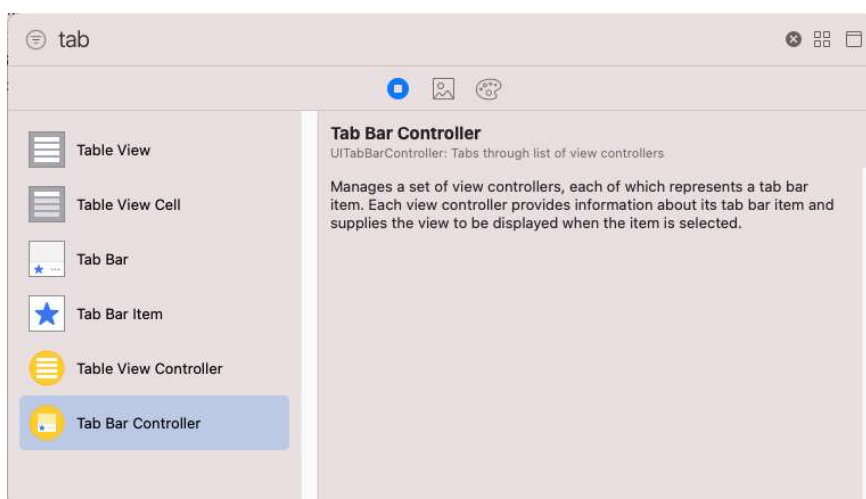 tab
Table View
Table View Cell
Tab Bar
Tab Bar Item
Table View Controller
Tab Bar Controller
Tab Bar Controller
UITabBarController: Tabs through list of view controllers
Manages a set of view controllers, each of which represents a tab bar
item. Each view controller provides information about its tab bar item and
supplies the view to be displayed when the item is selected.